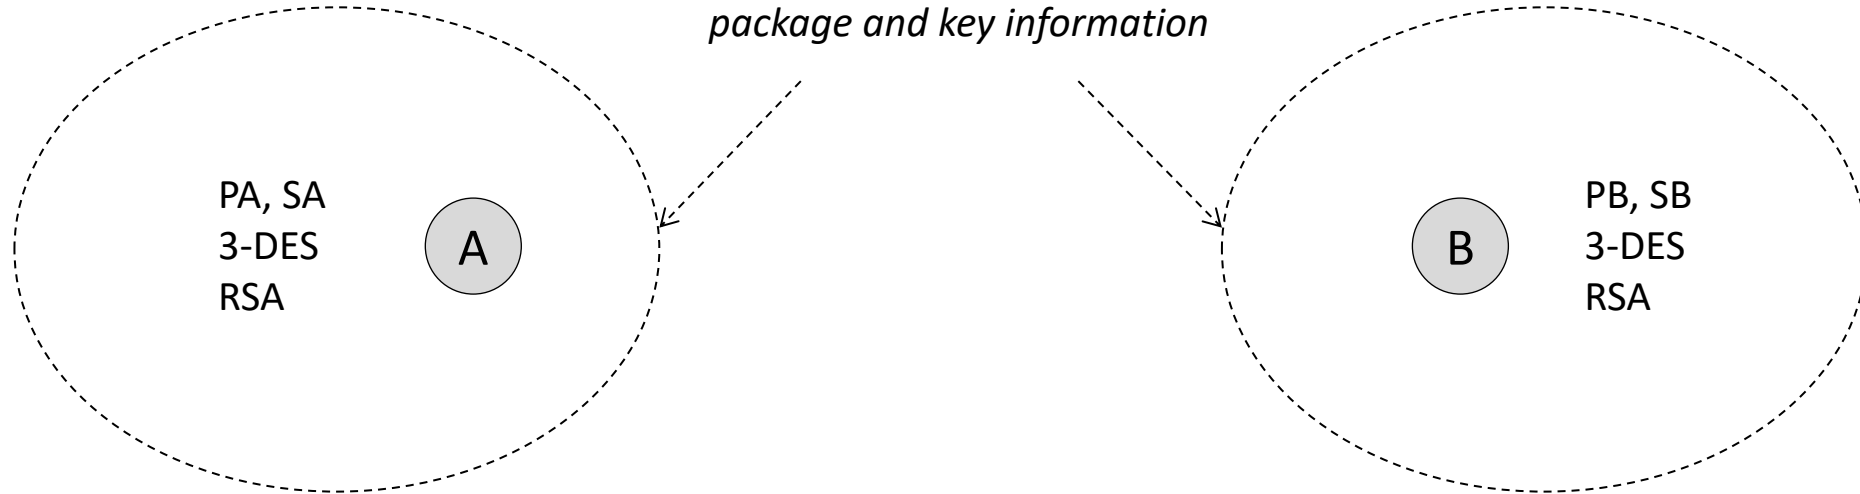 package and key information
PA, SA
3-DES
RSA
A
B
PB, SB
3-DES
RSA